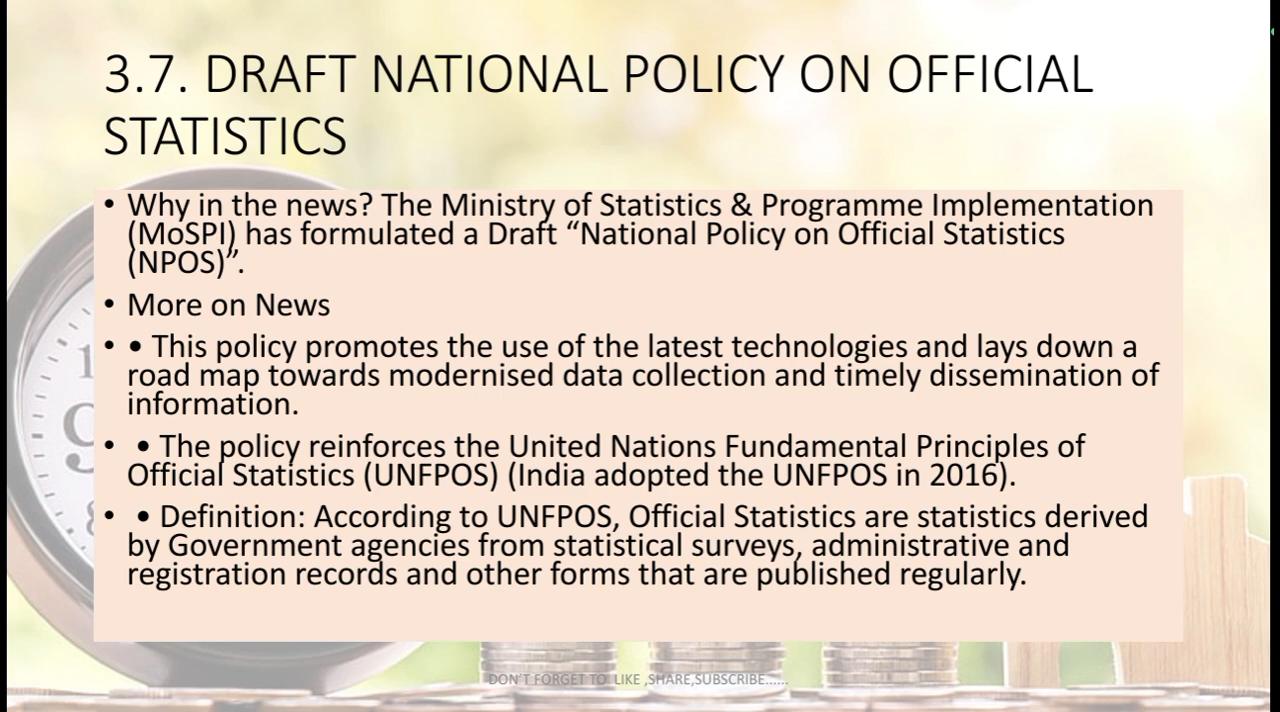 3.7. DRAFT NATIONAL POLICY ON OFFICIAL
STATISTICS
• Why in the news? The Ministry of Statistics & Programme Implementation
(MoSPI) has formulated a Draft “National Policy on Official Statistics
(NPOS)”.
• More on News
• • This policy promotes the use of the latest technologies and lays down a
road map towards modernised data collection and timely dissemination of
information.
• • The policy reinforces the United Nations Fundamental Principles of
Official Statistics (UNFPOS) (India adopted the UNFPOS in 2016).
• • Definition: According to UNFPOS, Official Statistics are statistics derived
by Government agencies from statistical surveys, administrative and
registration records and other forms that are published regularly.
DON'T FORGET TO LIKE ,SHARE,SUBSCRIBE......